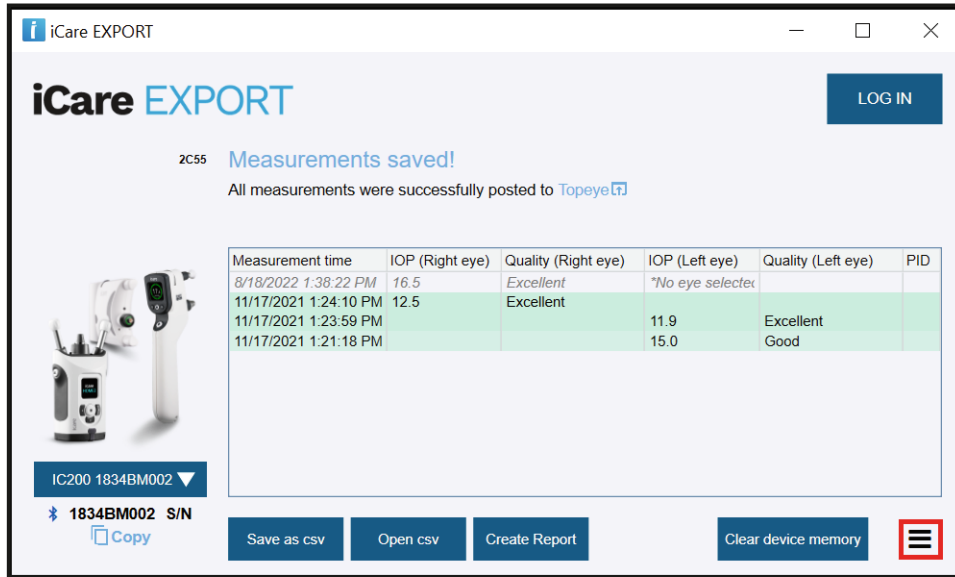 iCare EXPORT
iCare EXPORT
LOG IN
2C55
Measurements saved!
All measurements were successfully posted to Topeye
Measurement time IOP (Right eye) Quality (Right eye) IOP (Left eye) Quality (Left eye) PID
8/18/2022 1:38:22 PM 16.5 Excellent *No eye selected
11/17/2021 1:24:10 PM 12.5 Excellent
11/17/2021 1:23:59 PM 11.9 Excellent
11/17/2021 1:21:18 PM 15.0 Good
IC200 1834BM002
1834BM002 S/N
Copy
Save as csv Open csv Create Report Clear device memory